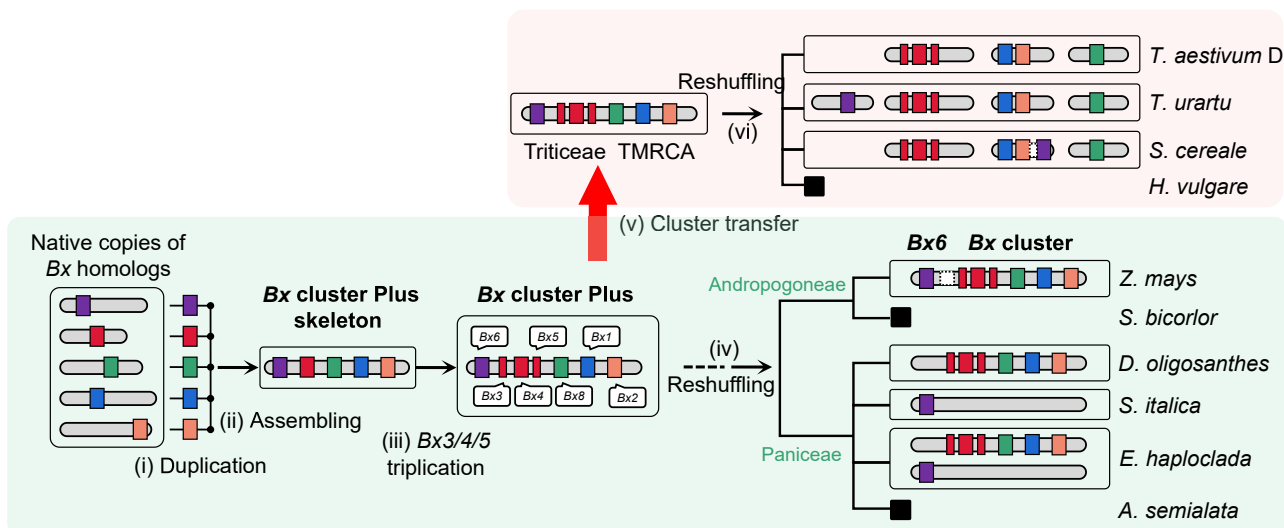 Reshuffling
(vi)
Triticeae TMRCA
T. aestivum D
T. urartu
S. cereale
H. vulgare
(v) Cluster transfer
Native copies of
Bx homologs
(i) Duplication
(ii) Assembling
Bx cluster Plus
skeleton
(iii) Bx3/4/5
triplication
Bx cluster Plus
Bx6
Bx5
Bx1
Bx3
Bx4
Bx8
Bx2
(iv)
Reshuffling
Bx6 Bx cluster
Andropogoneae
Paniceae
Z. mays
S. bicorlor
D. oligosanthes
S. italica
E. haploclada
A. semialata